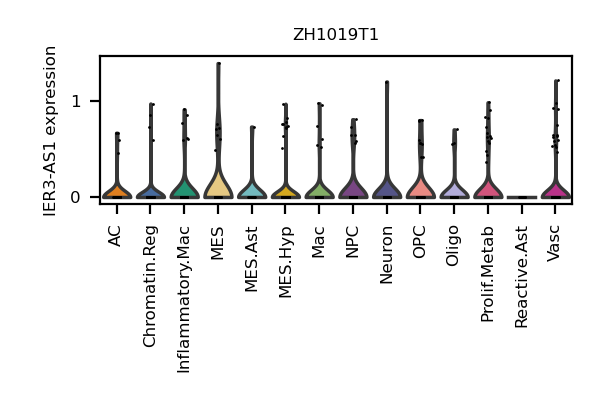 ZH1019T1
IER3-AS1 expression
1
0
AC
Chromatin.Reg
Inflammatory.Mac
MES
MES.Ast
MES.Hyp
Mac
NPC
Neuron
OPC
Oligo
Prolif.Metab
Reactive.Ast
Vasc